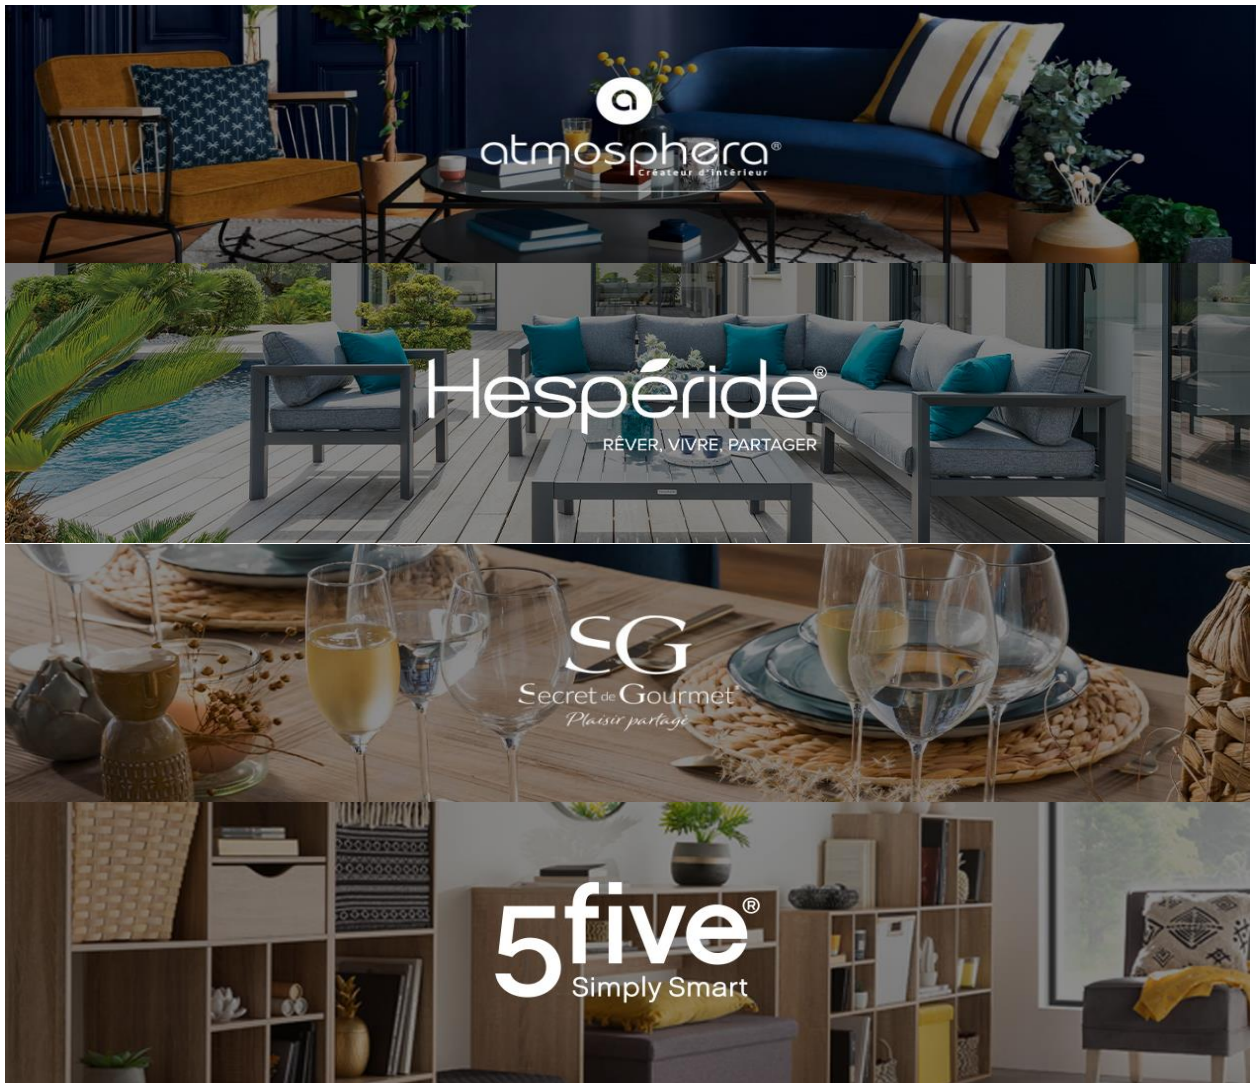 a
atmosphera®
Créateur d'intérieur
Hespéride®
RÊVER, VIVRE, PARTAGER
SG
Secret de Gourmet
Plaisir partagé
5five®
Simply Smart